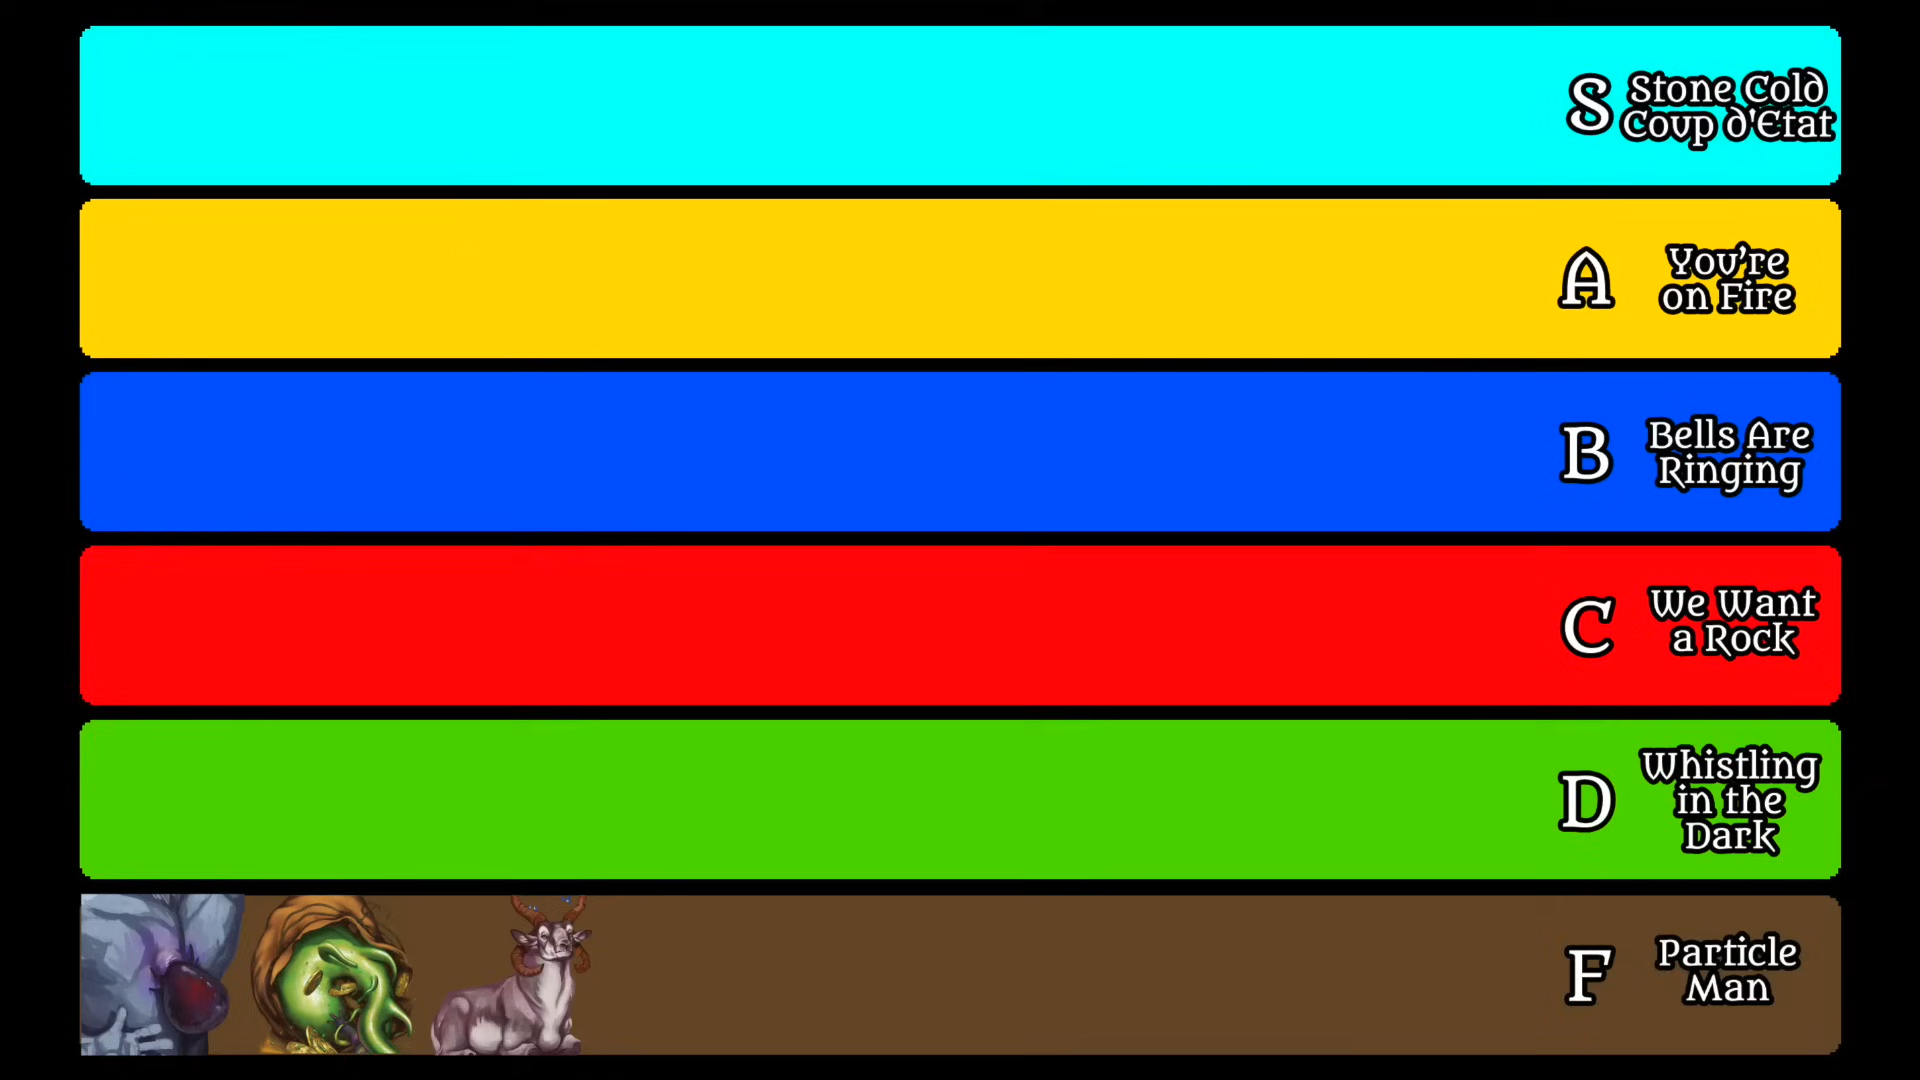 S Stone Cold
Coup d'Etat
A You're
on Fire
B Bells Are
Ringing
C We Want
a Rock
D Whistling
in the
Dark
F Particle
Man